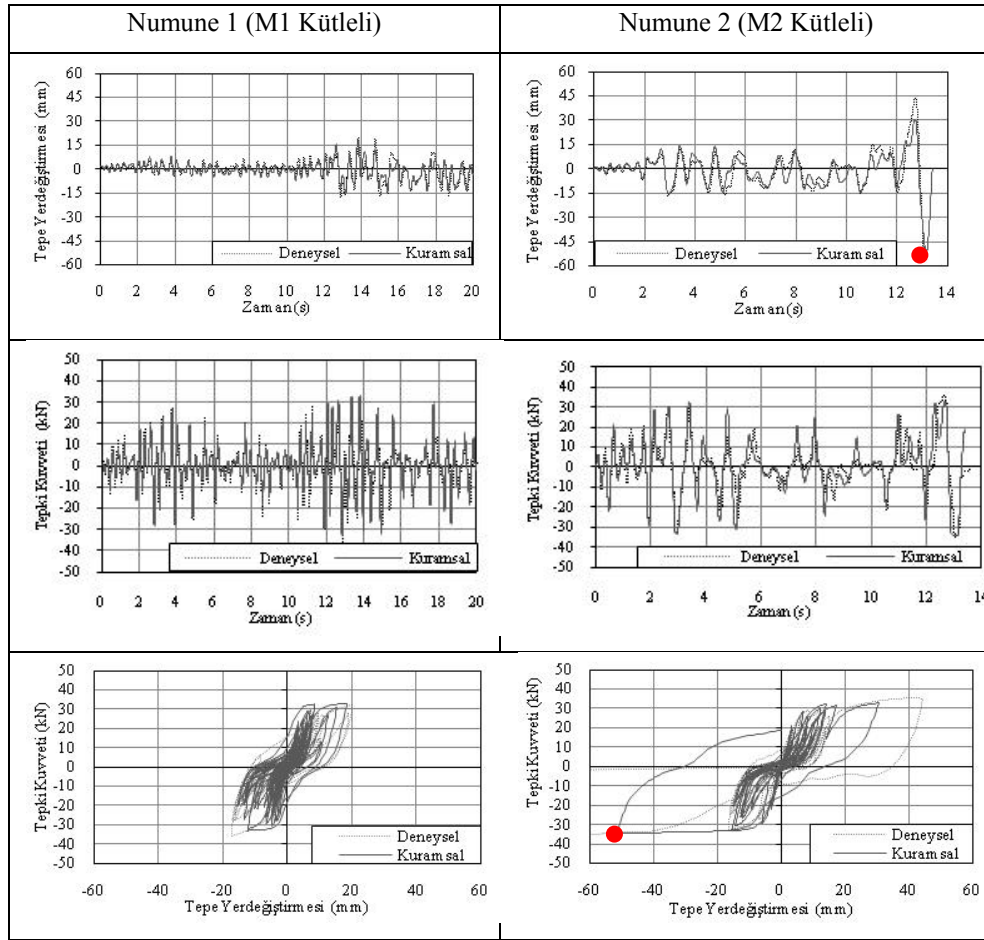 Numune 1 (M1 Kütleli)
Numune 2 (M2 Kütleli)
Tepe Yerdeğiştirmesi (mm)
60
45
30
15
0
-15
-30
-45
-60
Deneysel
Kuramsal
0 2 4 6 8 10 12 14 16 18 20
Zaman (s)
Tepe Yerdeğiştirmesi (mm)
60
45
30
15
0
-15
-30
-45
-60
Deneysel
Kuramsal
0 2 4 6 8 10 12 14
Zaman (s)
Tepki Kuvveti (kN)
50
40
30
20
10
0
-10
-20
-30
-40
-50
Deneysel
Kuramsal
0 2 4 6 8 10 12 14 16 18 20
Zaman (s)
Tepki Kuvveti (kN)
50
40
30
20
10
0
-10
-20
-30
-40
-50
Deneysel
Kuramsal
0 2 4 6 8 10 12 14
Zaman (s)
Tepki Kuvveti (kN)
50
40
30
20
10
0
-10
-20
-30
-40
-50
Deneysel
Kuramsal
-60 -40 -20 0 20 40 60
Tepe Yerdeğiştirmesi (mm)
Tepki Kuvveti (kN)
50
40
30
20
10
0
-10
-20
-30
-40
-50
Deneysel
Kuramsal
-60 -40 -20 0 20 40 60
Tepe Yerdeğiştirmesi (mm)